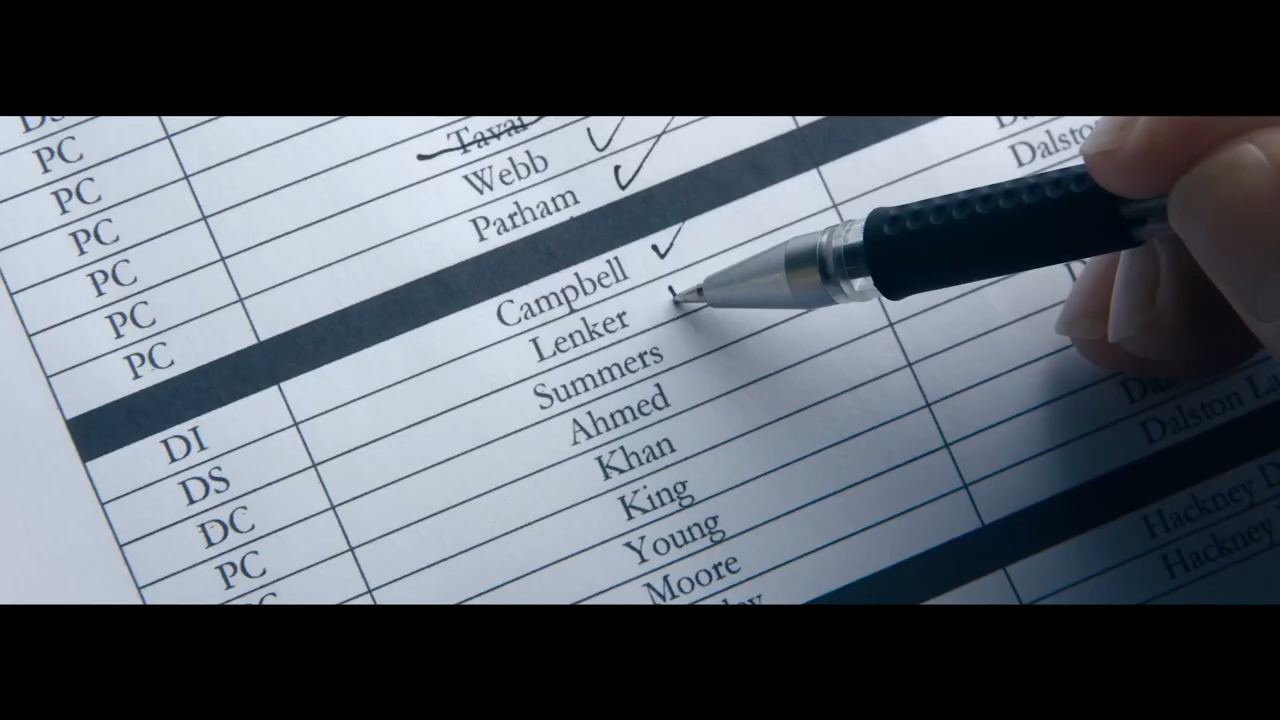 PC
PC
PC
PC
PC Webb
PC Parham
DI Campbell
DS Lenker Dalston
DC Summers
PC Ahmed
Khan
King
Young
Moore
Dalston
Hackney
Hackney